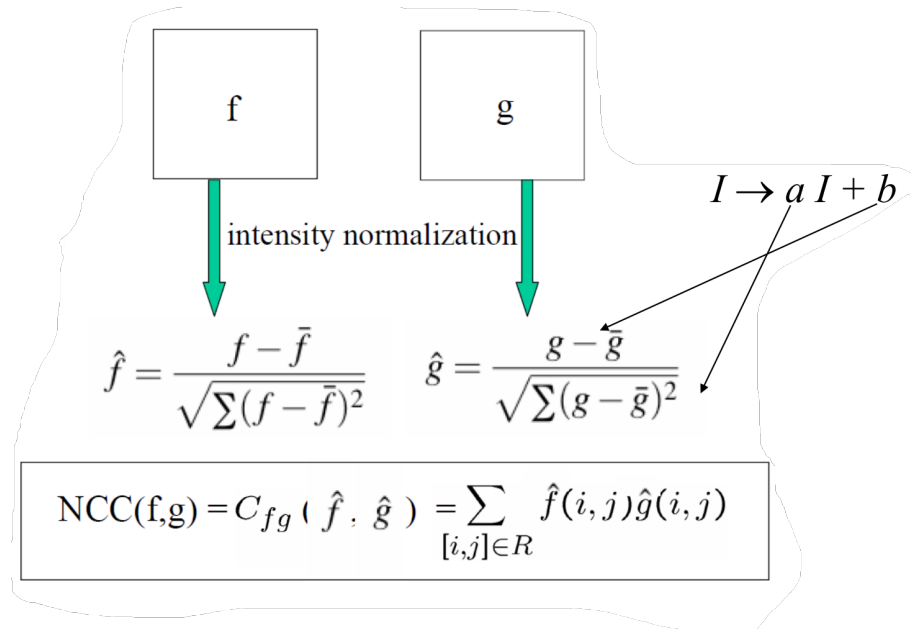 f
g
I → a I + b
intensity normalization
f̂ = (f − f̄) / √(∑(f − f̄)²)
ĝ = (g − ḡ) / √(∑(g − ḡ)²)
NCC(f,g) = C_fg ( f̂ , ĝ ) = ∑_{[i,j]∈R} f̂(i,j)ĝ(i,j)